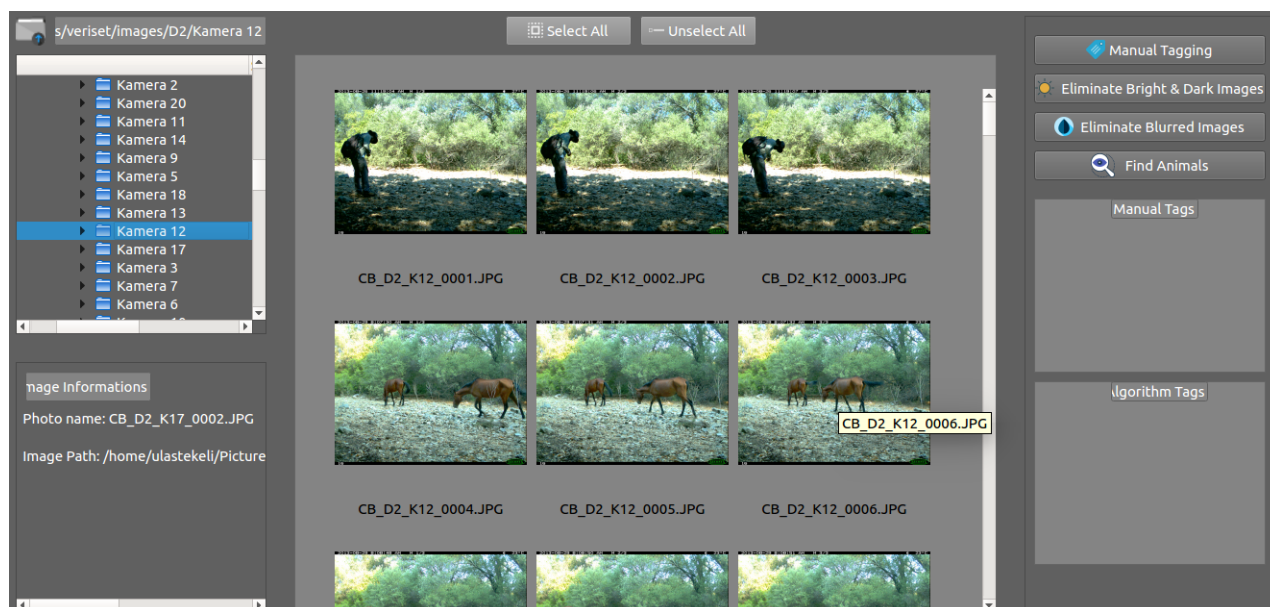 s/veriset/images/D2/Kamera 12
Select All
Unselect All
Kamera 2
Kamera 20
Kamera 11
Kamera 14
Kamera 9
Kamera 5
Kamera 18
Kamera 13
Kamera 12
Kamera 17
Kamera 3
Kamera 7
Kamera 6
mage Informations
Photo name: CB_D2_K17_0002.JPG
Image Path: /home/ulastekeli/Picture
CB_D2_K12_0001.JPG
CB_D2_K12_0002.JPG
CB_D2_K12_0003.JPG
CB_D2_K12_0006.JPG
CB_D2_K12_0004.JPG
CB_D2_K12_0005.JPG
CB_D2_K12_0006.JPG
Manual Tagging
Eliminate Bright & Dark Images
Eliminate Blurred Images
Find Animals
Manual Tags
lgorithm Tags